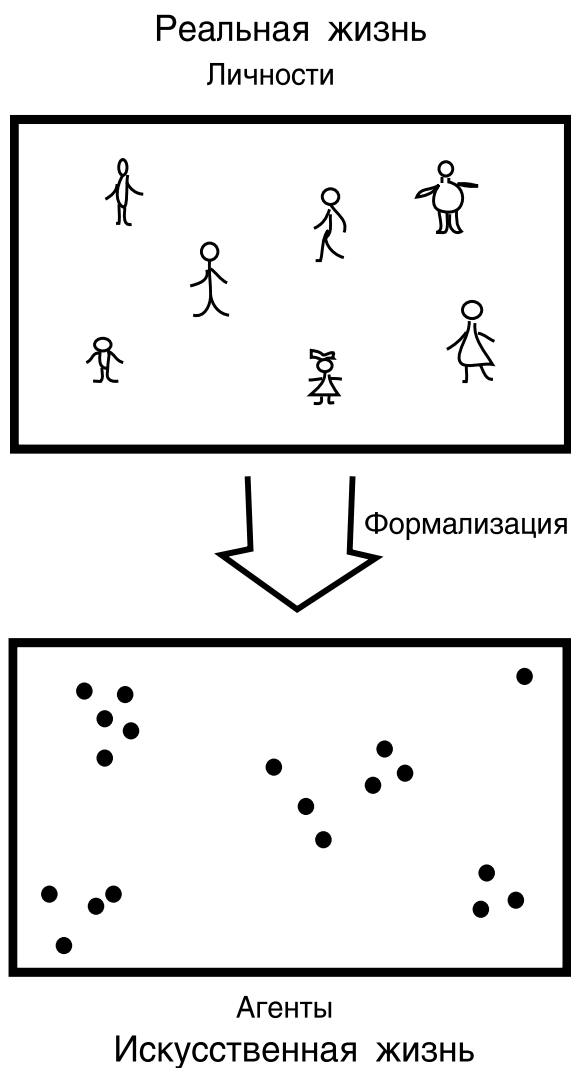 Реальная жизнь
Личности
Формализация
Агенты
Искусственная жизнь